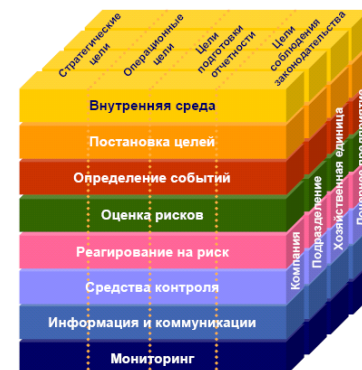 Стратегические
цели
Операционные
цели
Цели
подготовки
отчетности
Цели
соблюдения
законодательства
Внутренняя среда
Постановка целей
Определение событий
Оценка рисков
Реагирование на риск
Средства контроля
Информация и коммуникации
Мониторинг
Компания
Подразделение
Хозяйственная единица